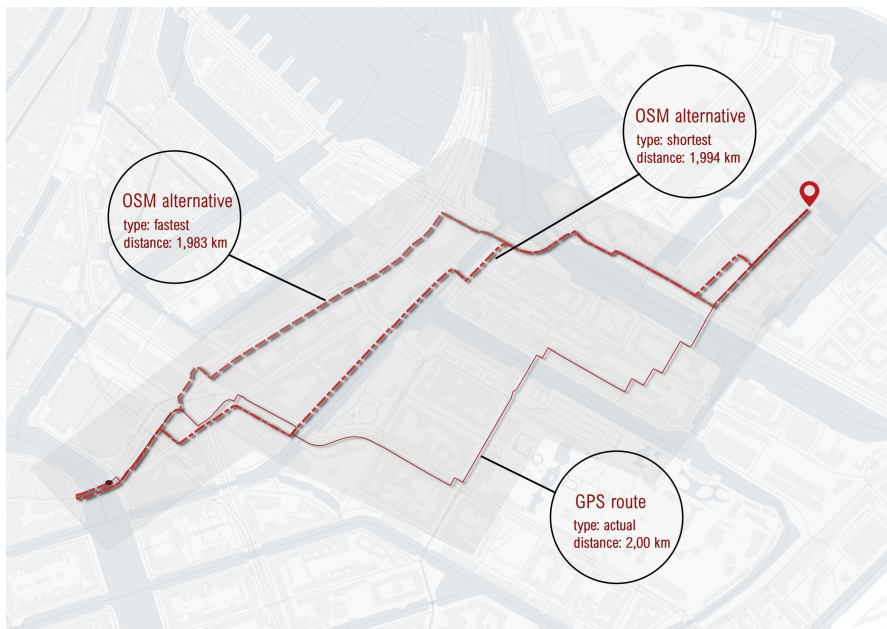 OSM alternative
type: shortest
distance: 1,994 km
OSM alternative
type: fastest
distance: 1,983 km
GPS route
type: actual
distance: 2,00 km